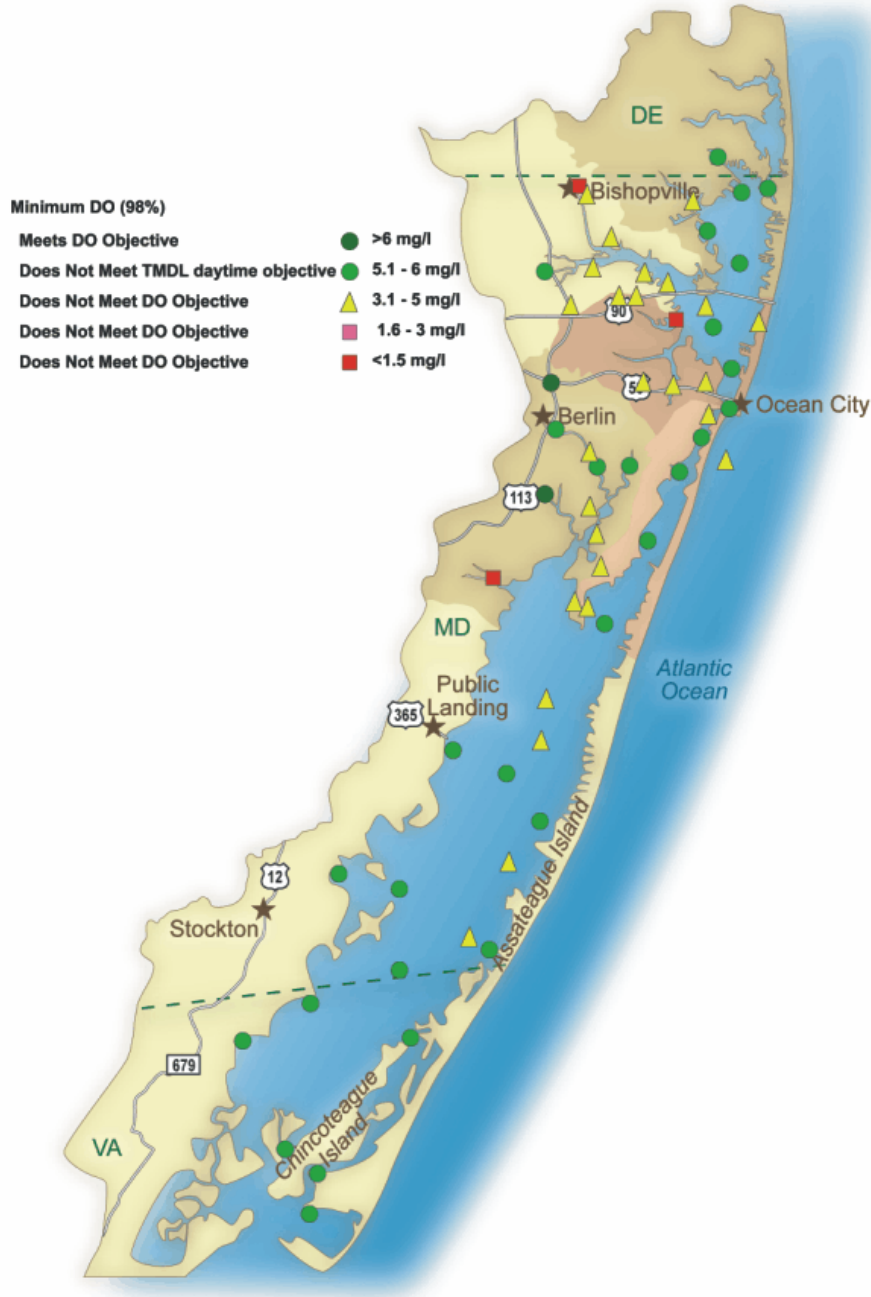 DE
Bishopville
Minimum DO (98%)
Meets DO Objective >6 mg/l
Does Not Meet TMDL daytime objective 5.1 - 6 mg/l
Does Not Meet DO Objective 3.1 - 5 mg/l
Does Not Meet DO Objective 1.6 - 3 mg/l
Does Not Meet DO Objective <1.5 mg/l
90
Ocean City
Berlin
113
MD
Atlantic
Ocean
Public
Landing
365
Assateague Island
12
Stockton
679
Chincoteague
Island
VA